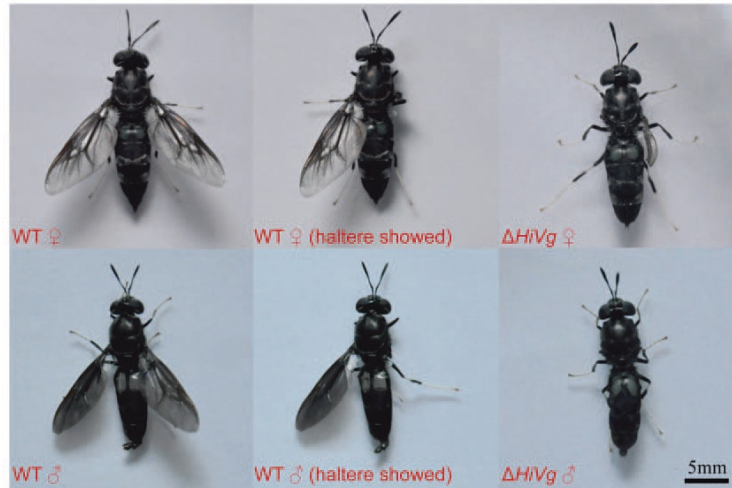 WT ♀
WT ♀ (haltere showed)
ΔHiVg ♀
WT ♂
WT ♂ (haltere showed)
ΔHiVg ♂
5mm